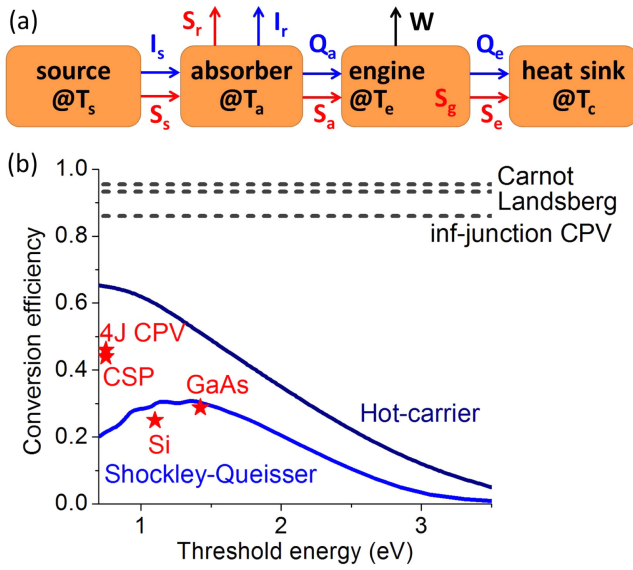 (a)
S_r I_r W
source @T_s
I_s
S_s
absorber @T_a
Q_a
S_a
engine @T_e S_g
Q_e
S_e
heat sink @T_c
(b)
1.0
0.8
0.6
0.4
0.2
0.0
Conversion efficiency
Carnot
Landsberg
inf-junction CPV
4J CPV
CSP
GaAs
Si
Hot-carrier
Shockley-Queisser
1 2 3
Threshold energy (eV)